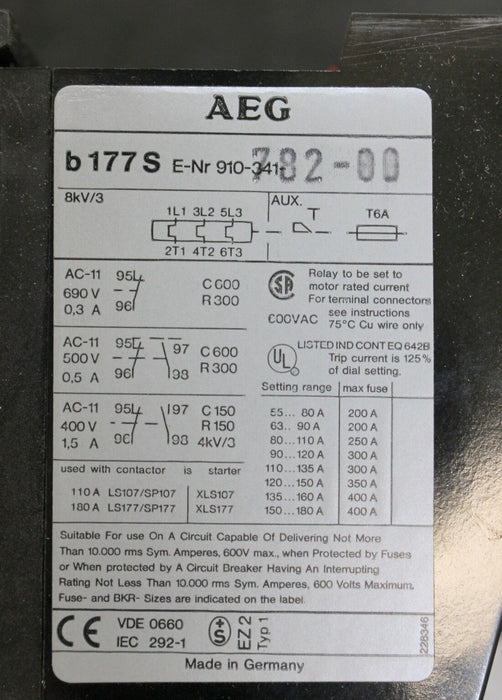 AEG
b 177 S E-Nr 910-341- 782-00
8kV/3
AUX.
1L1 3L2 5L3
T
T6A
2T1 4T2 6T3
AC-11 95
690 V
0,3 A 96
C 600
R 300
SA
Relay to be set to
motor rated current
For terminal connectors
see instructions
600VAC 75°C Cu wire only
AC-11 95 97
500 V
0,5 A 96 98
C 600
R 300
UL
LISTED IND CONT EQ 642B
Trip current is 125%
of dial setting.
AC-11 95 97
400 V
1,5 A 96 98
C 150
R 150
4kV/3
Setting range max fuse
55... 80 A 200 A
63.. 90 A 200 A
80...110 A 250 A
90...120 A 300 A
110...135 A 300 A
120...150 A 350 A
135...160 A 400 A
150...180 A 400 A
used with contactor is starter
110 A LS107/SP107 XLS107
180 A LS177/SP177 XLS177
Suitable For use On A Circuit Capable Of Delivering Not More
Than 10.000 rms Sym. Amperes, 600V max., when Protected by Fuses
or When protected by A Circuit Breaker Having An Interrupting
Rating Not Less Than 10.000 rms Sym. Amperes, 600 Volts Maximum.
Fuse- and BKR- Sizes are indicated on the label.
CE VDE 0660
IEC 292-1
+S
EZ 2
Typ 1
228346
Made in Germany